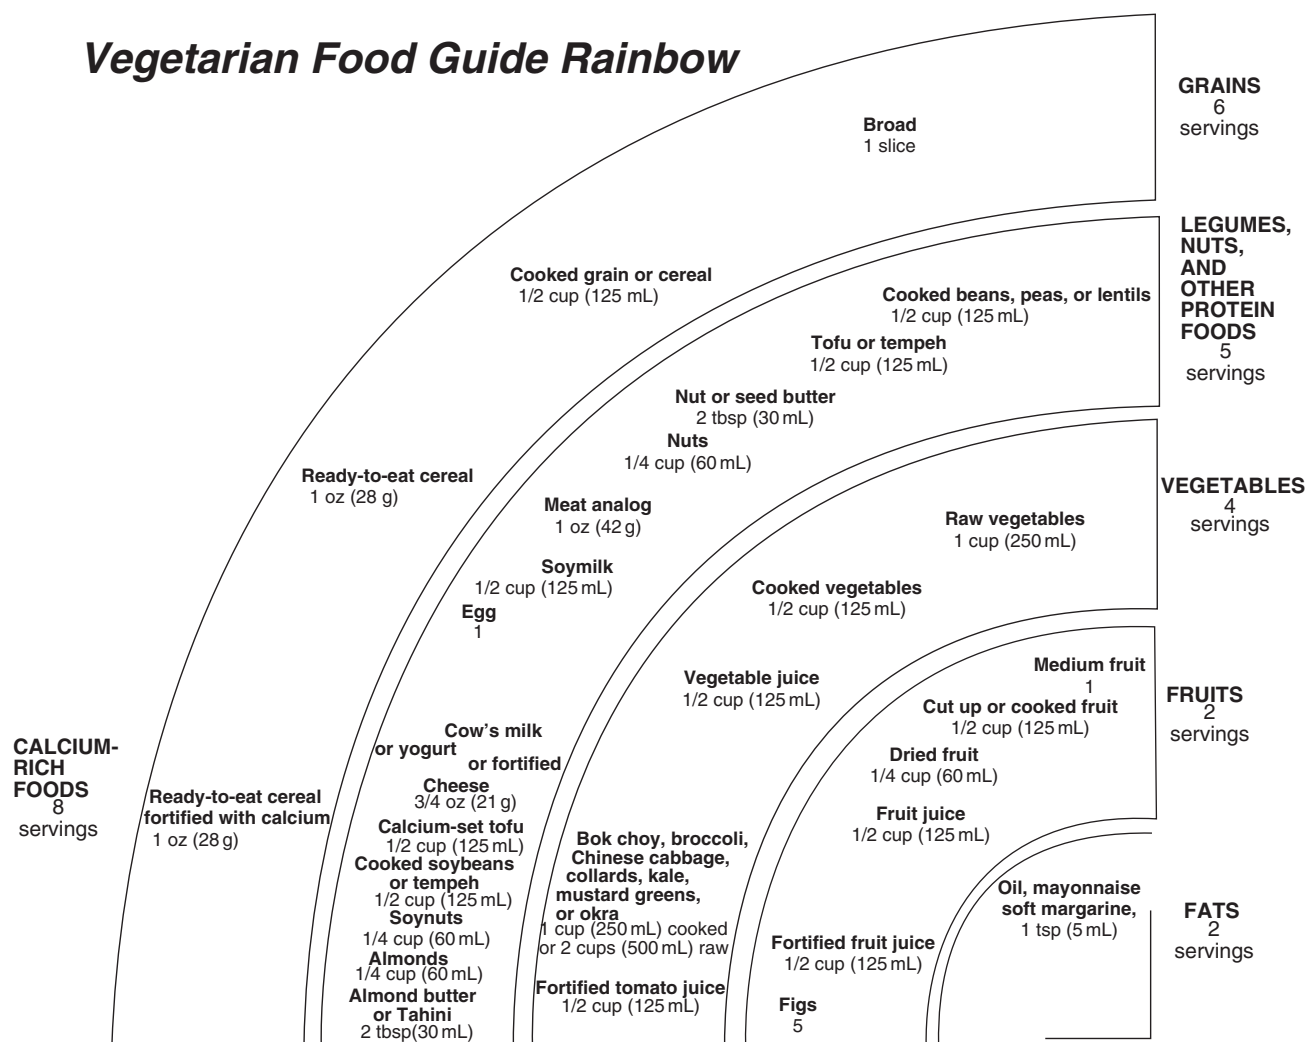 Vegetarian Food Guide Rainbow
GRAINS
6
servings
Broad
1 slice
Cooked grain or cereal
1/2 cup (125 mL)
Ready-to-eat cereal
1 oz (28 g)
LEGUMES,
NUTS,
AND
OTHER
PROTEIN
FOODS
5
servings
Cooked beans, peas, or lentils
1/2 cup (125 mL)
Tofu or tempeh
1/2 cup (125 mL)
Nut or seed butter
2 tbsp (30 mL)
Nuts
1/4 cup (60 mL)
Meat analog
1 oz (42 g)
Soymilk
1/2 cup (125 mL)
Egg
1
VEGETABLES
4
servings
Raw vegetables
1 cup (250 mL)
Cooked vegetables
1/2 cup (125 mL)
Vegetable juice
1/2 cup (125 mL)
FRUITS
2
servings
Medium fruit
1
Cut up or cooked fruit
1/2 cup (125 mL)
Dried fruit
1/4 cup (60 mL)
Fruit juice
1/2 cup (125 mL)
FATS
2
servings
Oil, mayonnaise
soft margarine,
1 tsp (5 mL)
CALCIUM-
RICH
FOODS
8
servings
Ready-to-eat cereal
fortified with calcium
1 oz (28 g)
Cow's milk
or yogurt
or fortified
Cheese
3/4 oz (21 g)
Calcium-set tofu
1/2 cup (125 mL)
Cooked soybeans
or tempeh
1/2 cup (125 mL)
Soynuts
1/4 cup (60 mL)
Almonds
1/4 cup (60 mL)
Almond butter
or Tahini
2 tbsp(30 mL)
Bok choy, broccoli,
Chinese cabbage,
collards, kale,
mustard greens,
or okra
1 cup (250 mL) cooked
or 2 cups (500 mL) raw
Fortified tomato juice
1/2 cup (125 mL)
Fortified fruit juice
1/2 cup (125 mL)
Figs
5